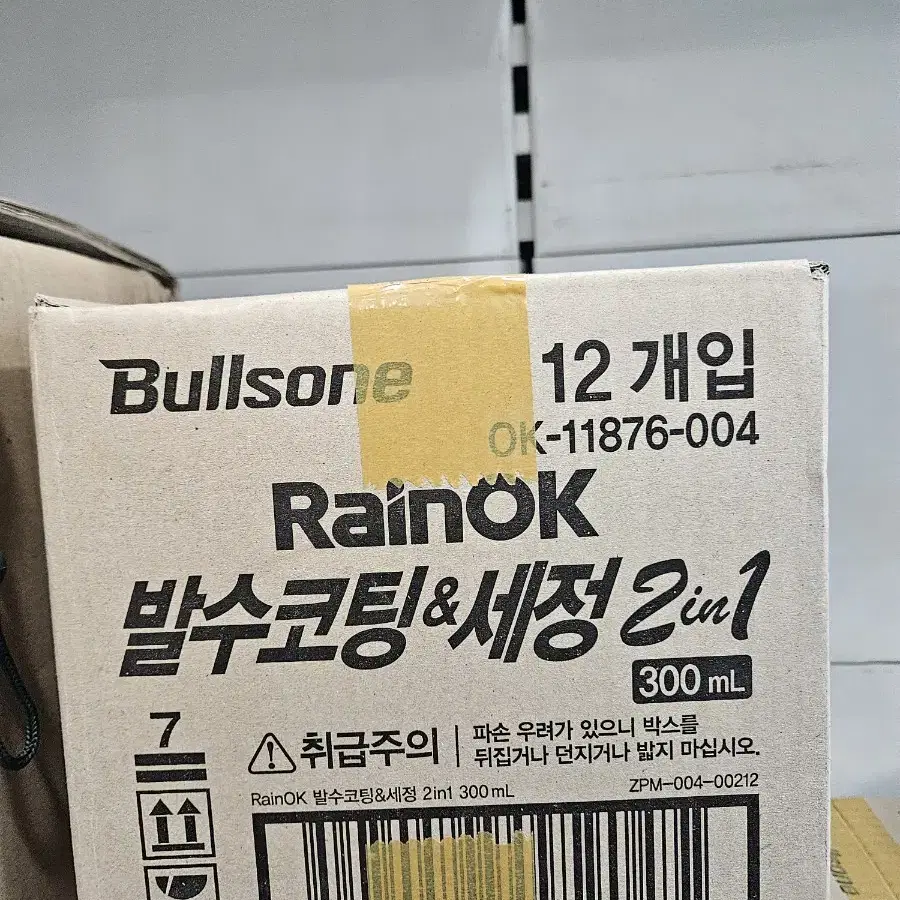 Bullsone
12 개입
OK-11876-004
RainOK
발수코팅&세정 2in1
300 mL
7
취급주의
파손 우려가 있으니 박스를
뒤집거나 던지거나 밟지 마십시오.
RainOK 발수코팅&세정 2in1 300 mL
ZPM-004-00212